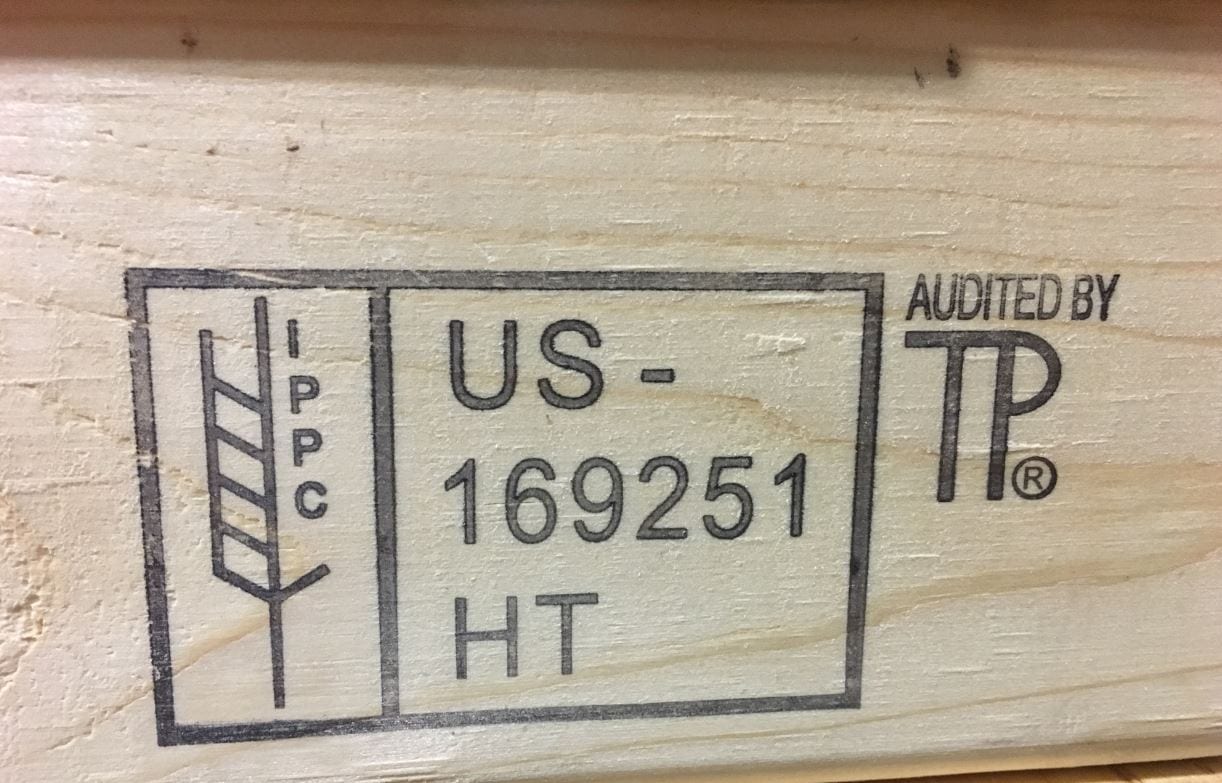 IPPC
US -
169251
HT
AUDITED BY
TP®